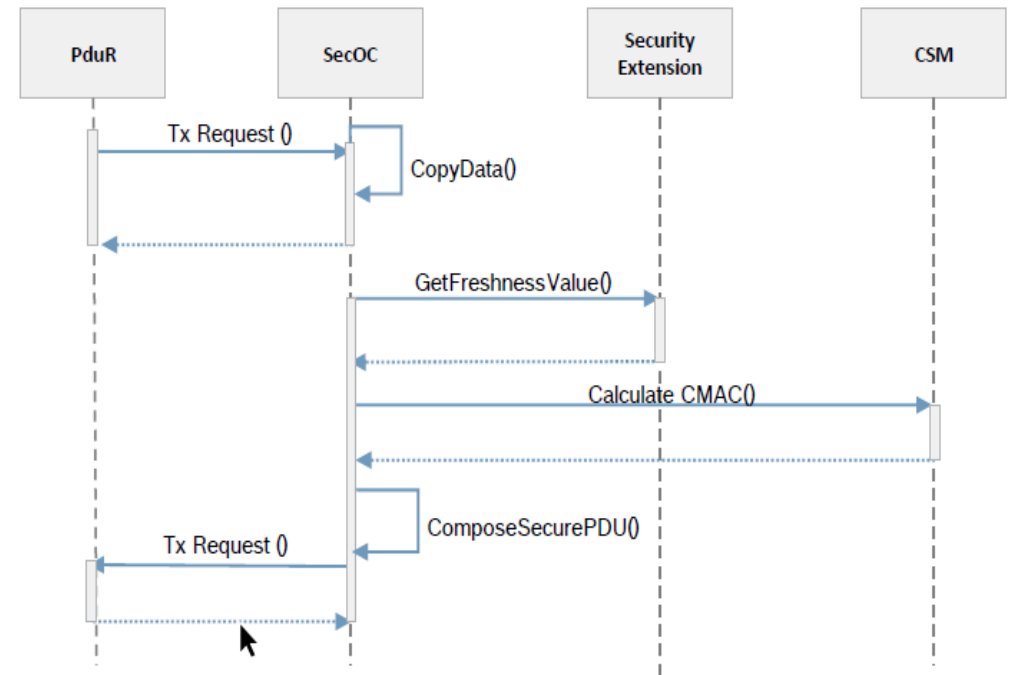 PduR
SecOC
Security
Extension
CSM
Tx Request ()
CopyData()
GetFreshnessValue()
Calculate CMAC()
ComposeSecurePDU()
Tx Request ()